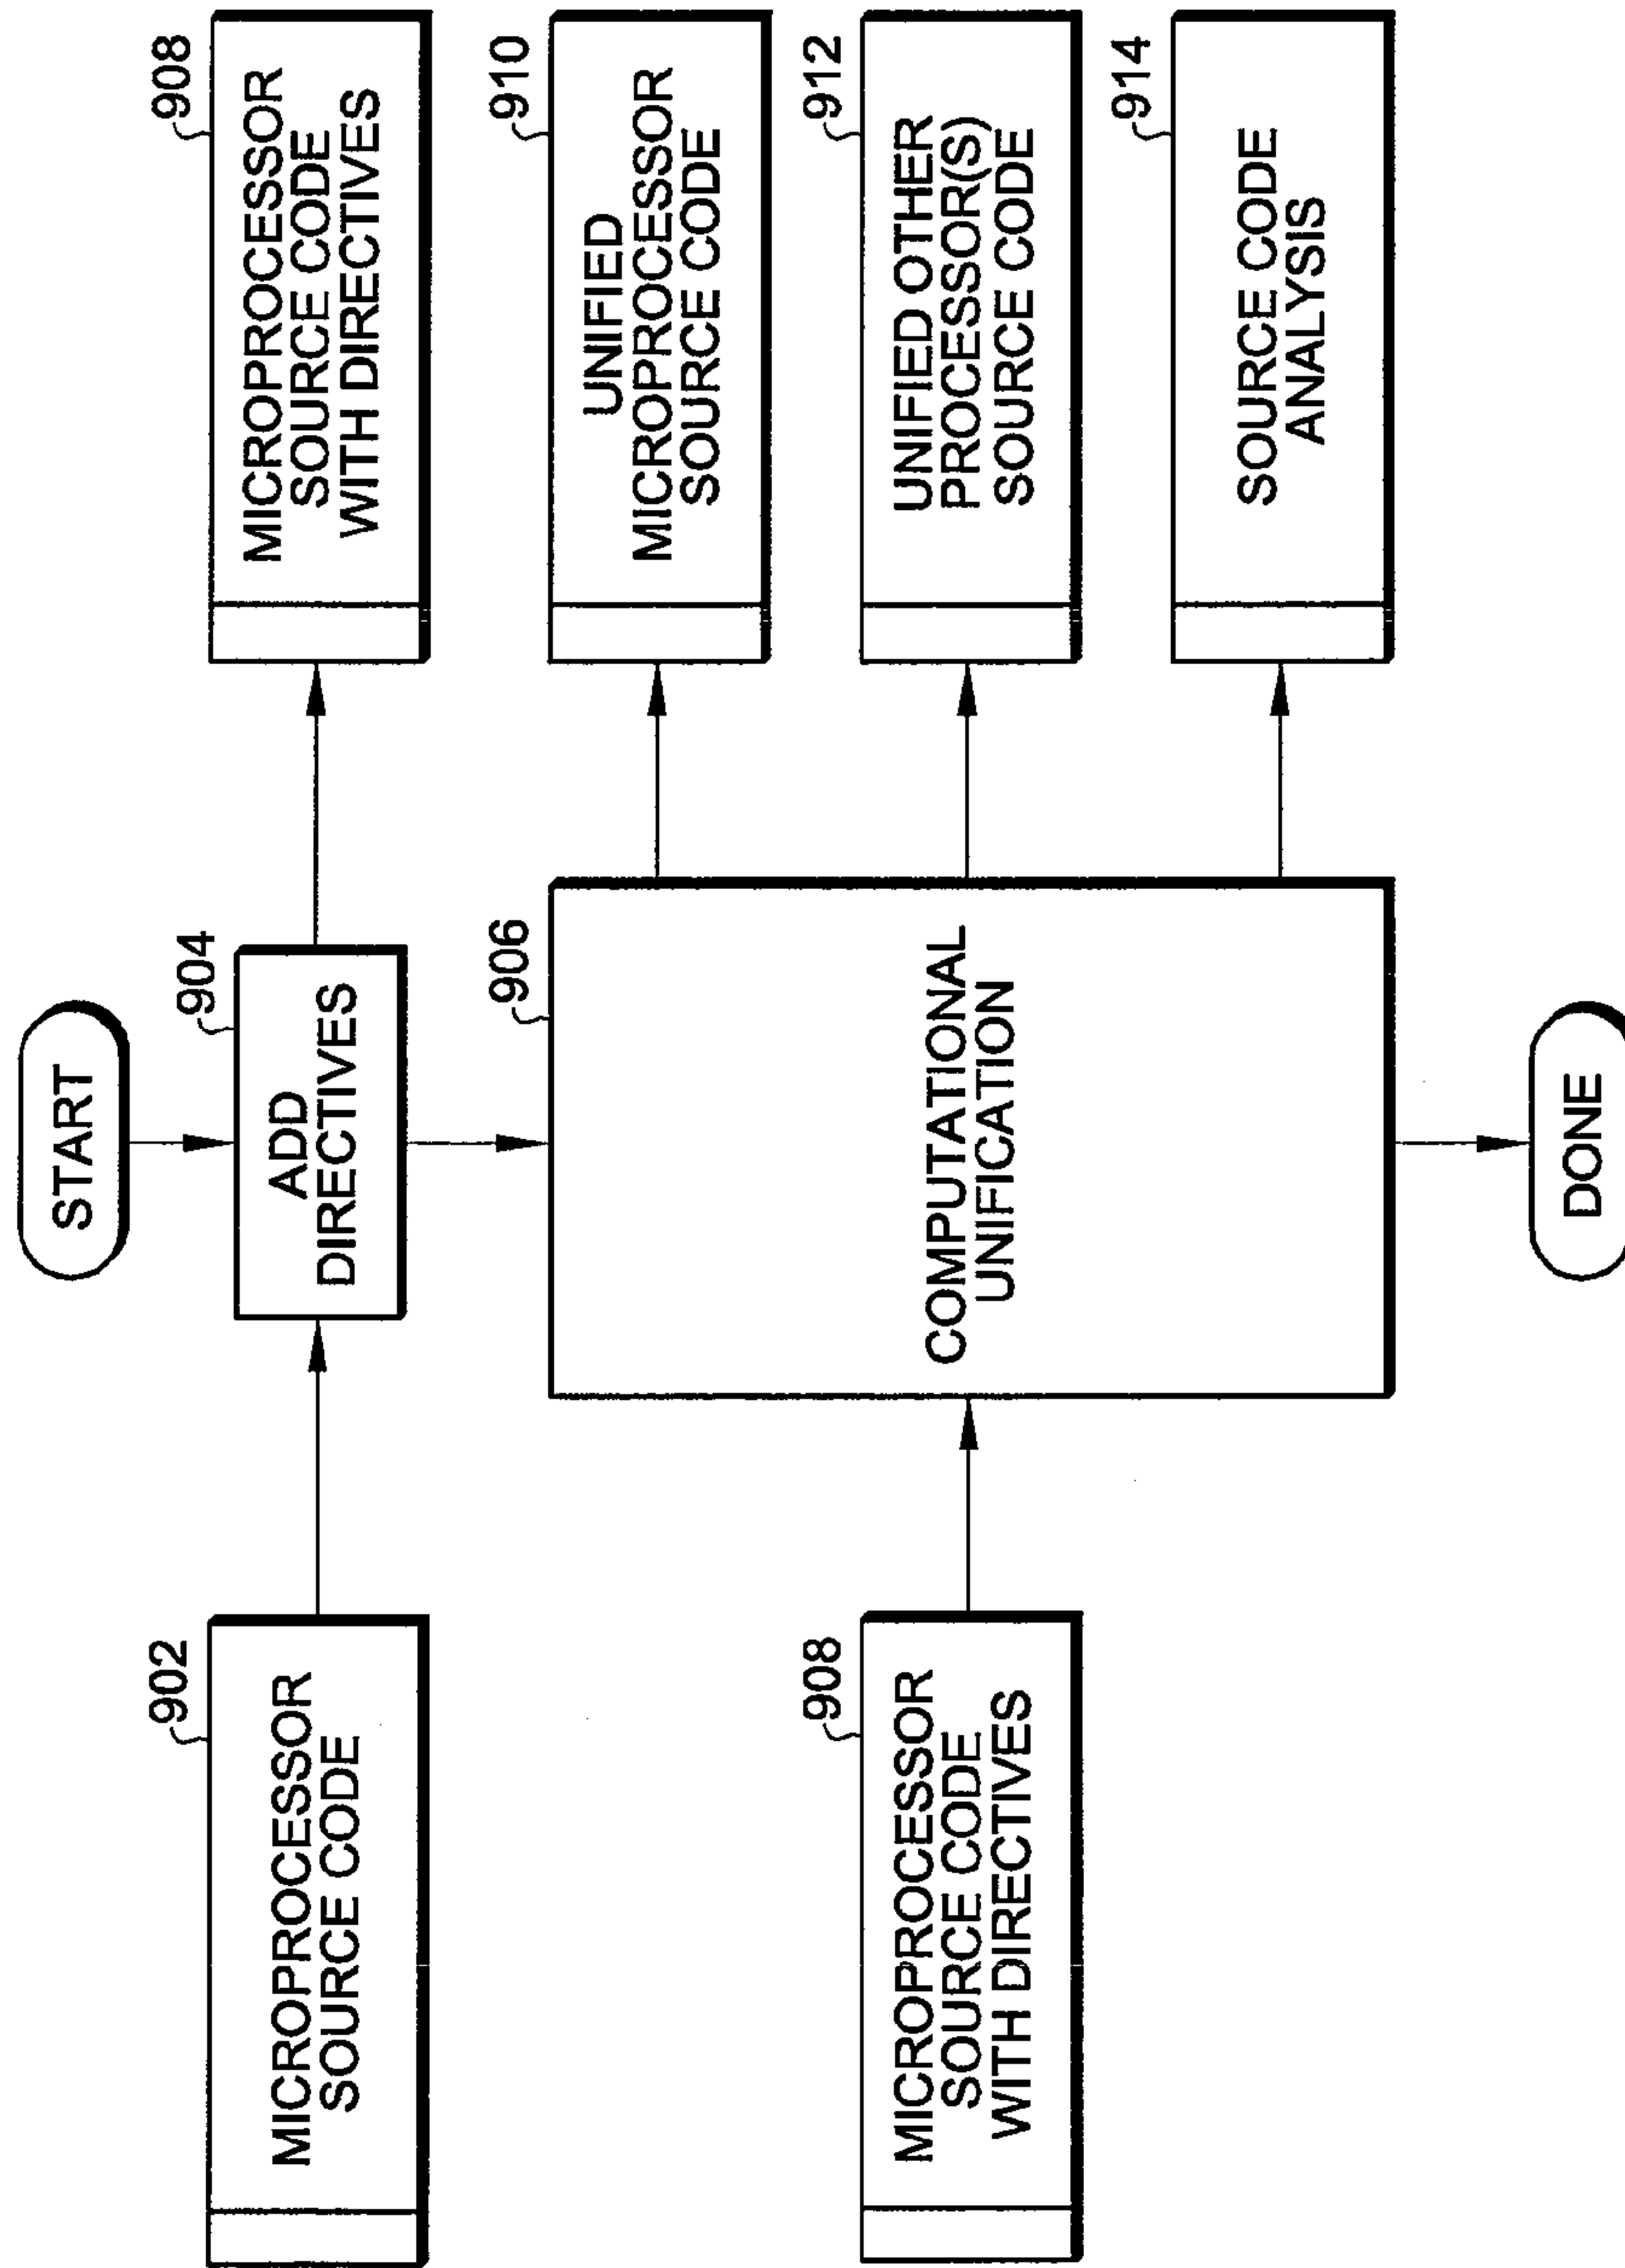 START
902
MICROPROCESSOR
SOURCE CODE
904
ADD
DIRECTIVES
908
MICROPROCESSOR
SOURCE CODE
WITH DIRECTIVES
908
MICROPROCESSOR
SOURCE CODE
WITH DIRECTIVES
906
COMPUTATIONAL
UNIFICATION
910
UNIFIED
MICROPROCESSOR
SOURCE CODE
912
UNIFIED OTHER
PROCESSOR(S)
SOURCE CODE
914
SOURCE CODE
ANALYSIS
DONE